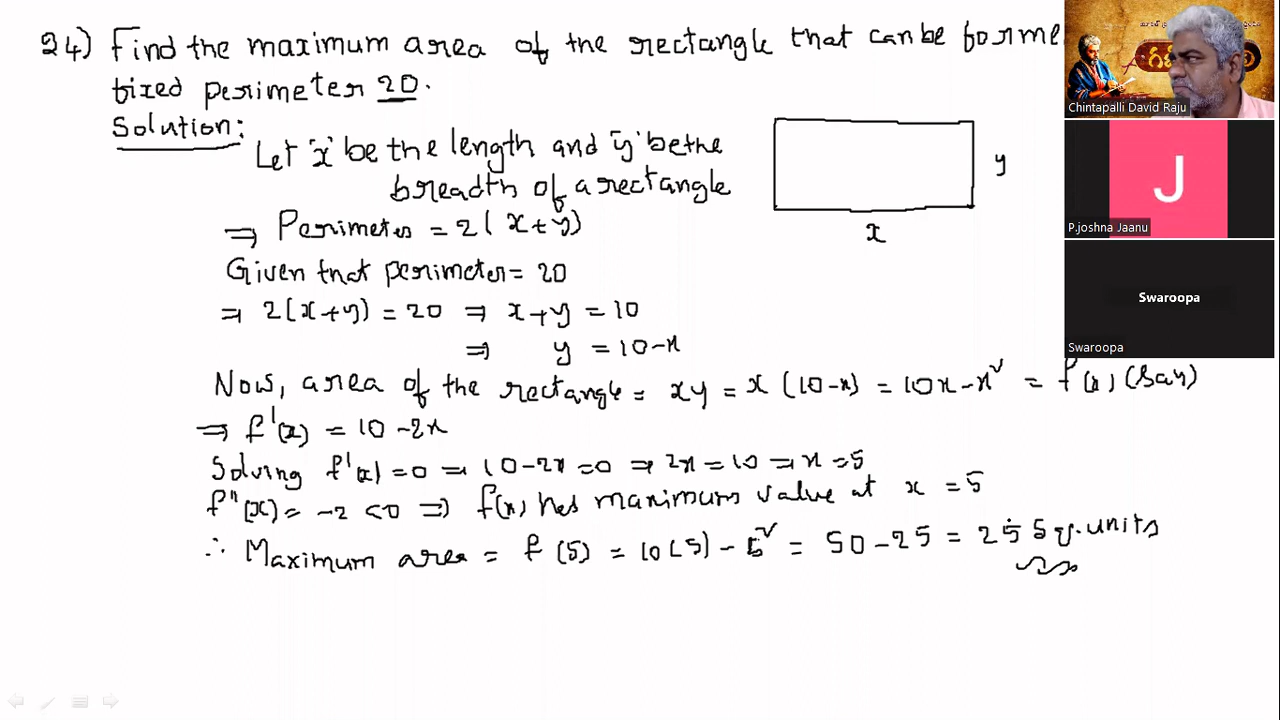 24) Find the maximum area of the rectangle that can be forme
fixed perimeter 20.
Solution:
Let 'x' be the length and 'y' be the
breadth of a rectangle
⇒ Perimeter = 2(x+y)
Given that perimeter = 20
⇒ 2(x+y) = 20 ⇒ x+y = 10
⇒ y = 10-x
Now, area of the rectangle = xy = x(10-x) = 10x-x² = f(x) (say)
⇒ f'(x) = 10-2x
Solving f'(x)=0 ⇒ 10-2x=0 ⇒ 2x=10 ⇒ x=5
f"(x) = -2 <0 ⇒ f(x) has maximum value at x = 5
∴ Maximum area = f(5) = 10(5) - 5² = 50-25 = 25 Sq.units
y
x
Chintapalli David Raju
J
P.joshna Jaanu
Swaroopa
Swaroopa